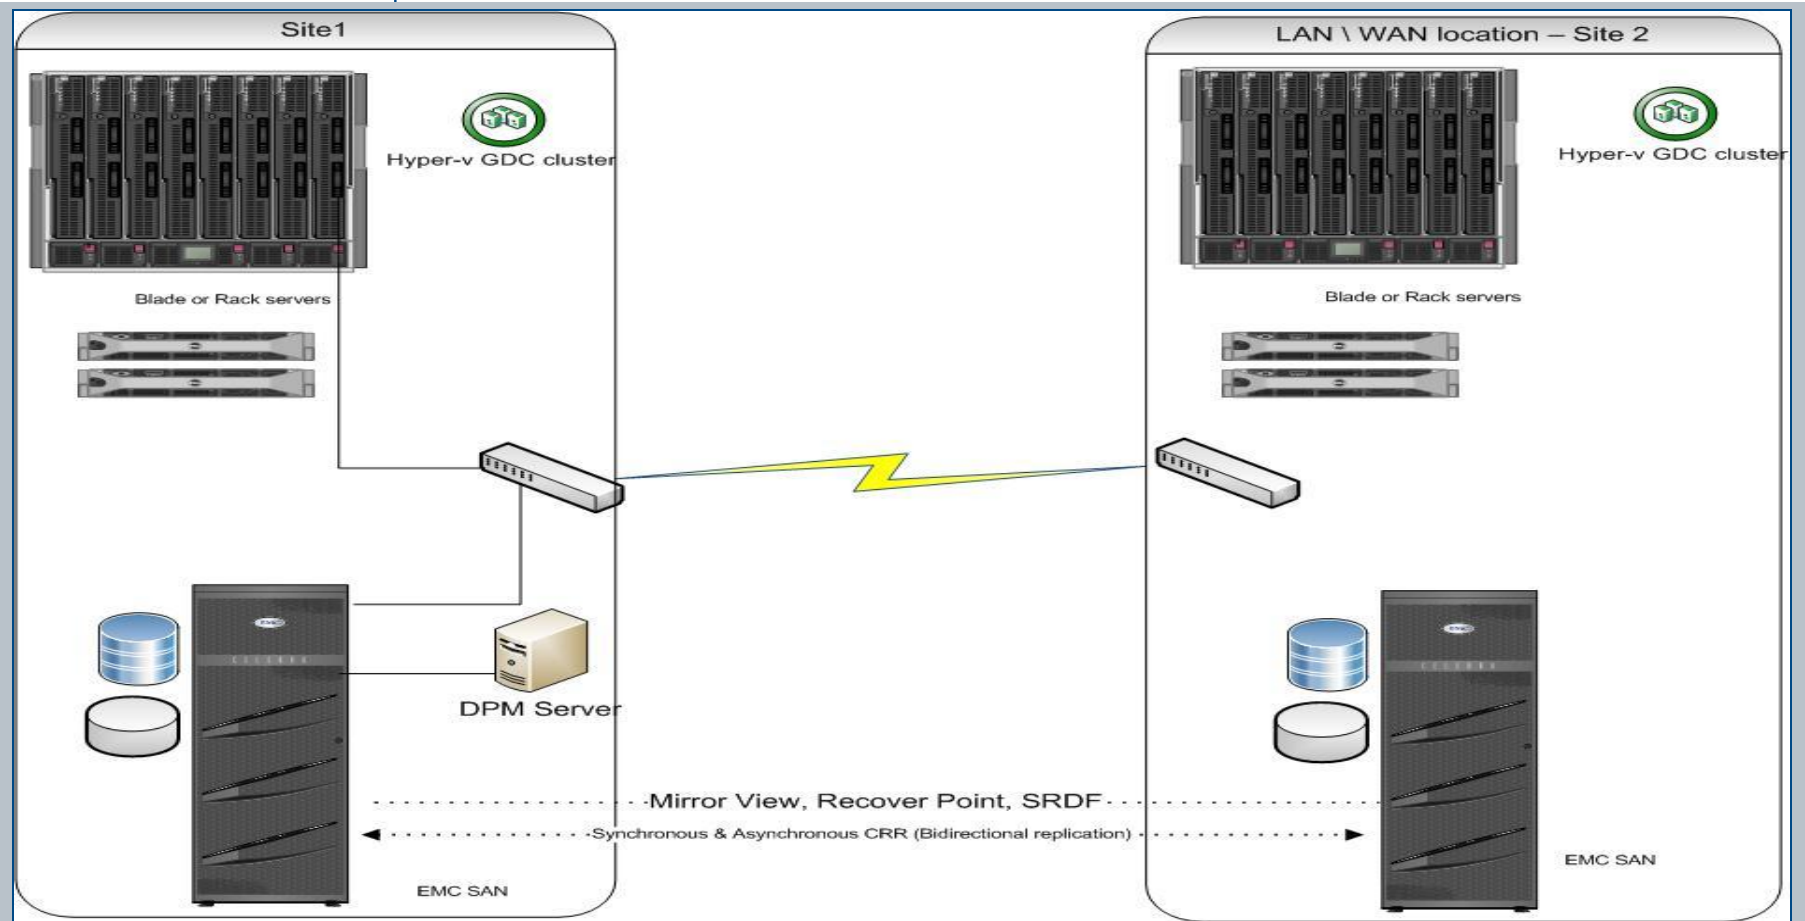 Site1
LAN \ WAN location – Site 2
Hyper-v GDC cluster
Hyper-v GDC cluster
Blade or Rack servers
Blade or Rack servers
DPM Server
Mirror View, Recover Point, SRDF
Synchronous & Asynchronous CRR (Bidirectional replication)
EMC SAN
EMC SAN